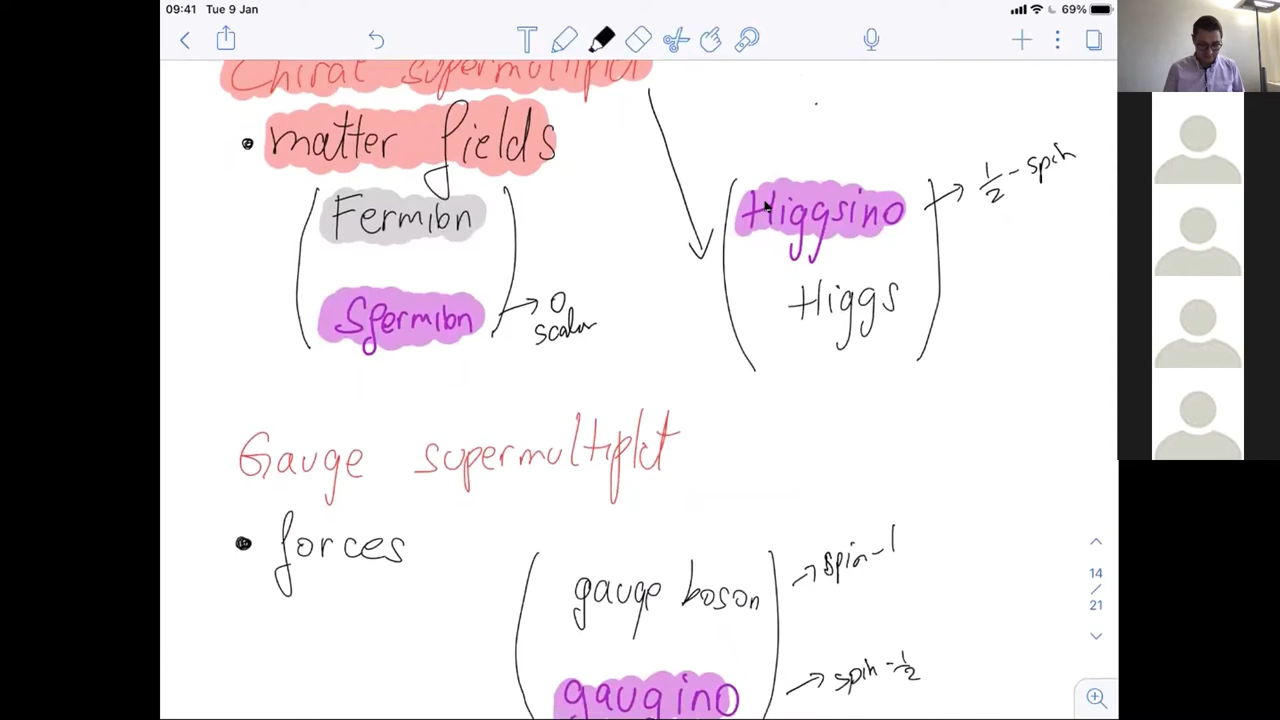 09:41 Tue 9 Jan
69%
T
Chiral supermultiplet
• matter fields
Fermion
Sfermion
→ 0
scalar
Higgsino
Higgs
→ 1/2 - spin
Gauge supermultiplet
• forces
gauge boson
→ spin-1
gaugino
→ spin-1/2
14
/
21